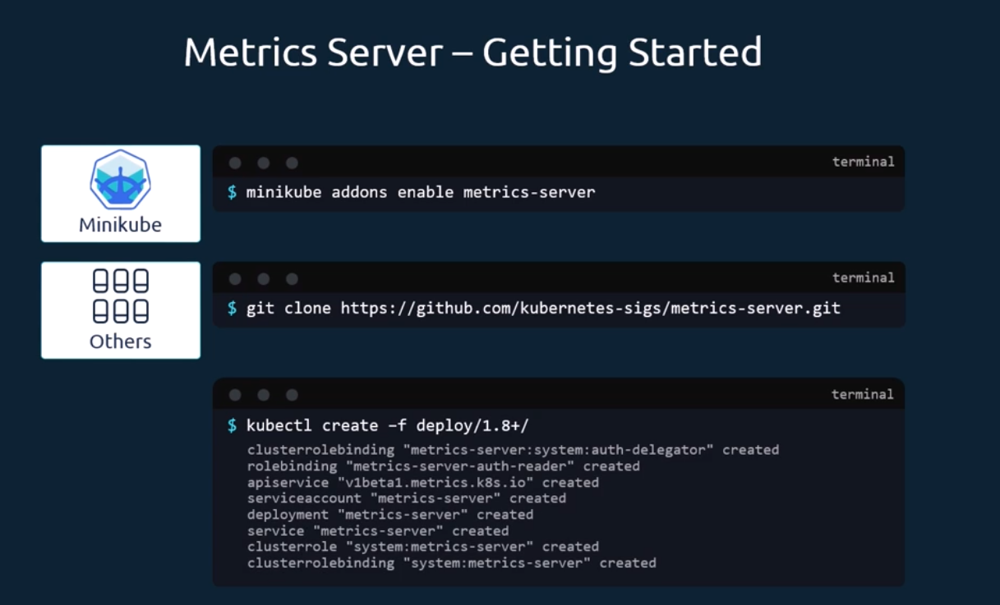 Metrics Server – Getting Started
Minikube
terminal
$ minikube addons enable metrics-server
Others
terminal
$ git clone https://github.com/kubernetes-sigs/metrics-server.git
terminal
$ kubectl create –f deploy/1.8+/
clusterrolebinding "metrics-server:system:auth-delegator" created
rolebinding "metrics-server-auth-reader" created
apiservice "v1beta1.metrics.k8s.io" created
serviceaccount "metrics-server" created
deployment "metrics-server" created
service "metrics-server" created
clusterrole "system:metrics-server" created
clusterrolebinding "system:metrics-server" created